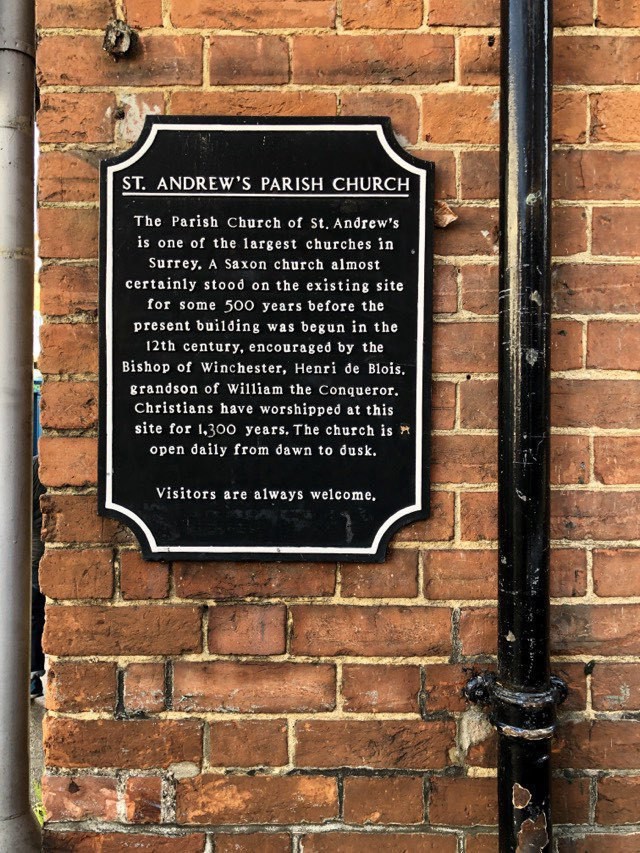 ST. ANDREW'S PARISH CHURCH
The Parish Church of St. Andrew's
is one of the largest churches in
Surrey. A Saxon church almost
certainly stood on the existing site
for some 500 years before the
present building was begun in the
12th century, encouraged by the
Bishop of Winchester, Henri de Blois,
grandson of William the Conqueror.
Christians have worshipped at this
site for 1,300 years. The church is
open daily from dawn to dusk.
Visitors are always welcome.